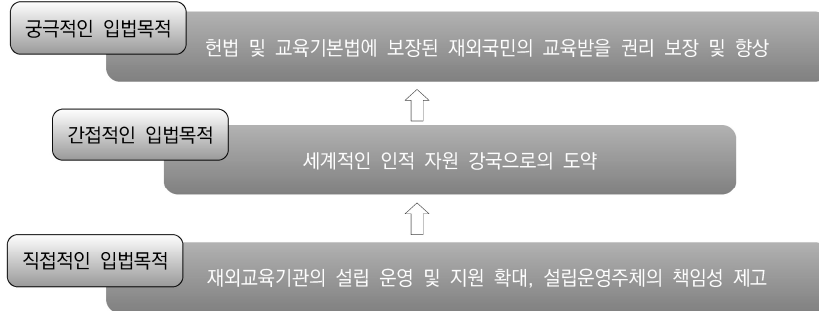 궁극적인 입법목적
헌법 및 교육기본법에 보장된 재외국민의 교육받을 권리 보장 및 향상
간접적인 입법목적
세계적인 인적 자원 강국으로의 도약
직접적인 입법목적
재외교육기관의 설립 운영 및 지원 확대, 설립운영주체의 책임성 제고